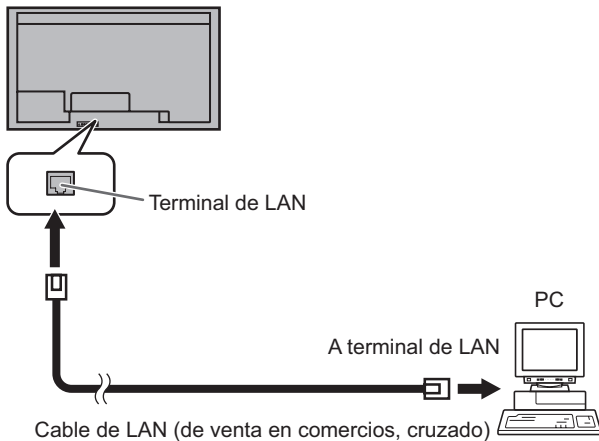 Terminal de LAN
PC
A terminal de LAN
Cable de LAN (de venta en comercios, cruzado)